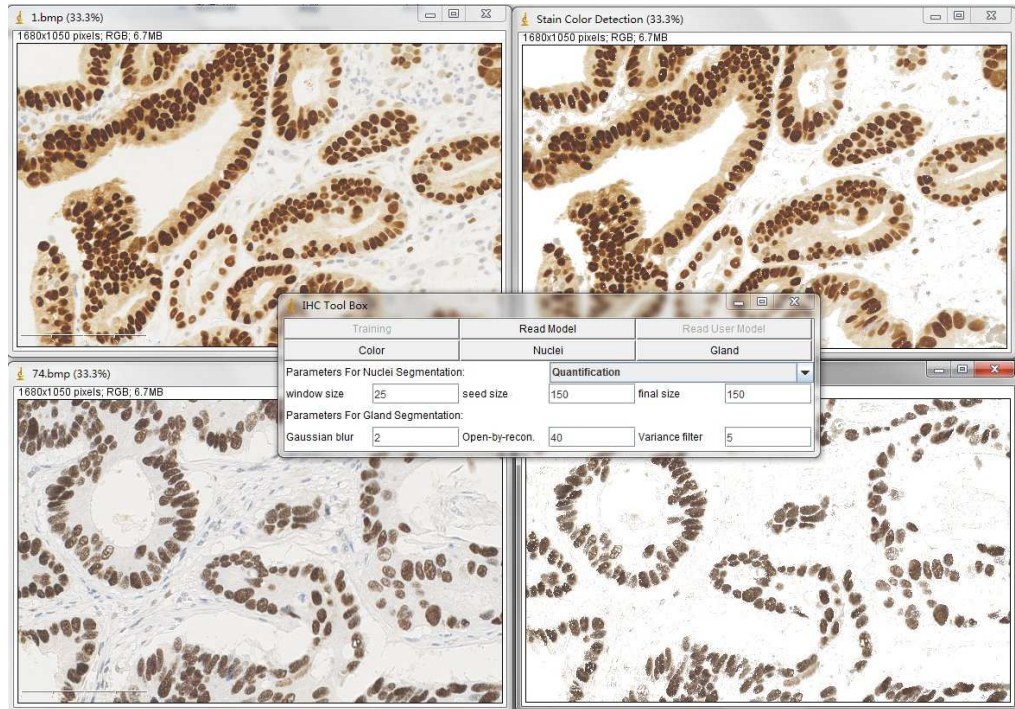 1.bmp (33.3%)
1680x1050 pixels; RGB; 6.7MB
Stain Color Detection (33.3%)
1680x1050 pixels; RGB; 6.7MB
IHC Tool Box
Training Read Model Read User Model
Color Nuclei Gland
Parameters For Nuclei Segmentation: Quantification
window size 25 seed size 150 final size 150
Parameters For Gland Segmentation:
Gaussian blur 2 Open-by-recon. 40 Variance filter 5
74.bmp (33.3%)
1680x1050 pixels; RGB; 6.7MB